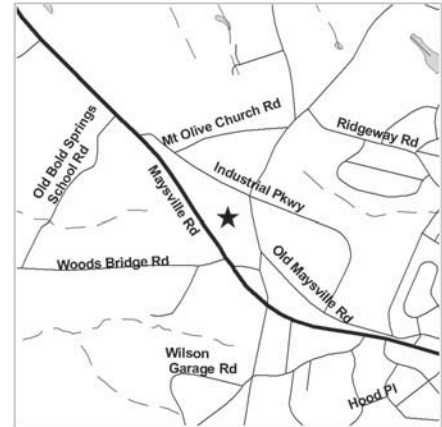 Mt Olive Church Rd
Ridgeway Rd
Old Bold Springs
School Rd
Industrial Pkwy
Maysville Rd
Woods Bridge Rd
Old Maysville Rd
Wilson
Garage Rd
Hood Pl